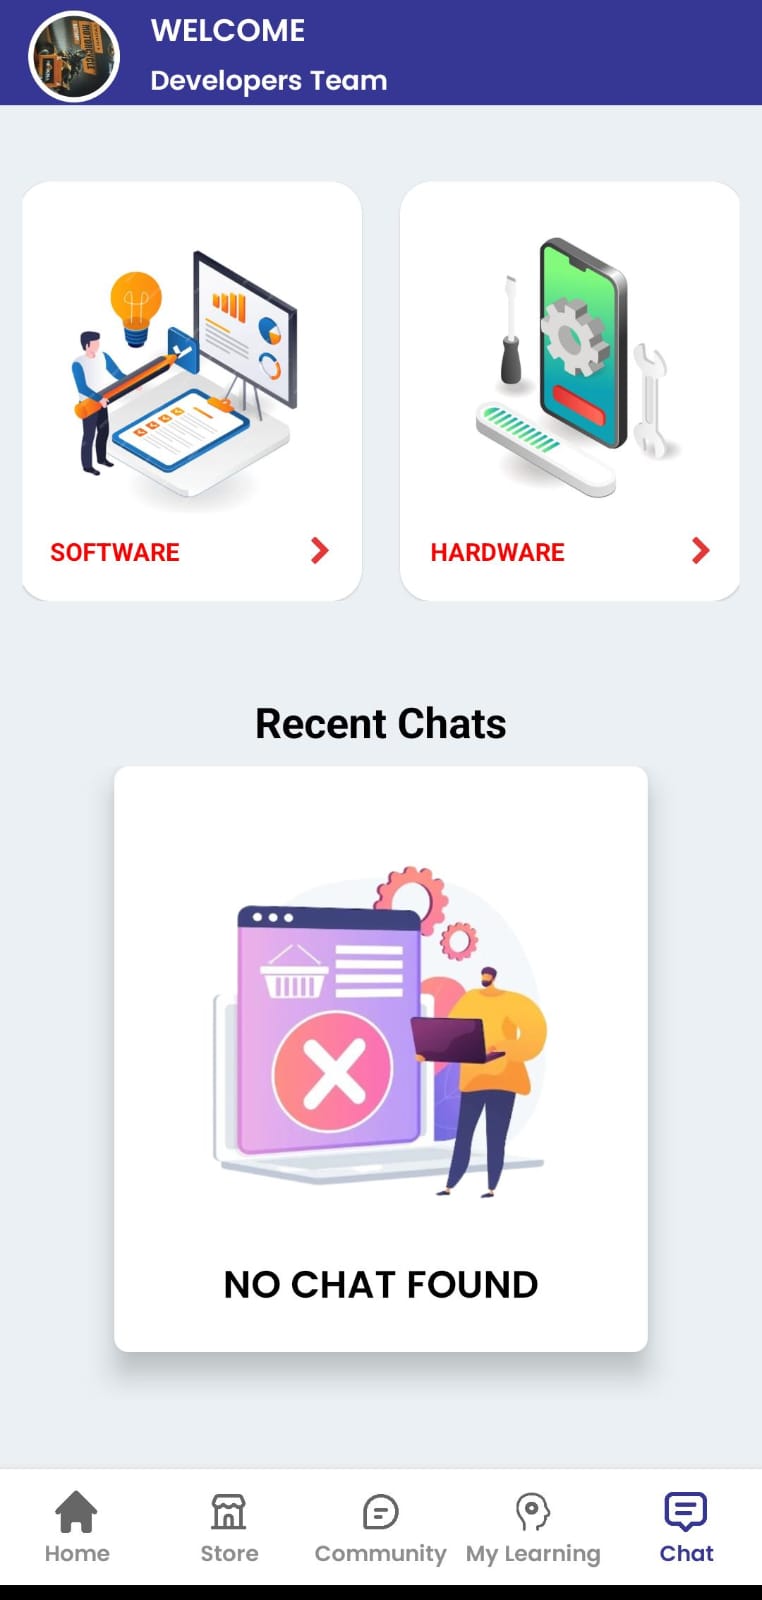 WELCOME
Developers Team
SOFTWARE
HARDWARE
Recent Chats
NO CHAT FOUND
Home
Store
Community
My Learning
Chat